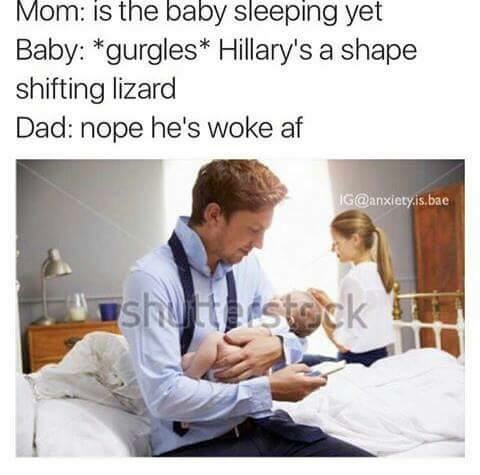 Mom: is the baby sleeping yet
Baby: *gurgles* Hillary's a shape
shifting lizard
Dad: nope he's woke af
IG@anxiety.is.bae
shutterstock